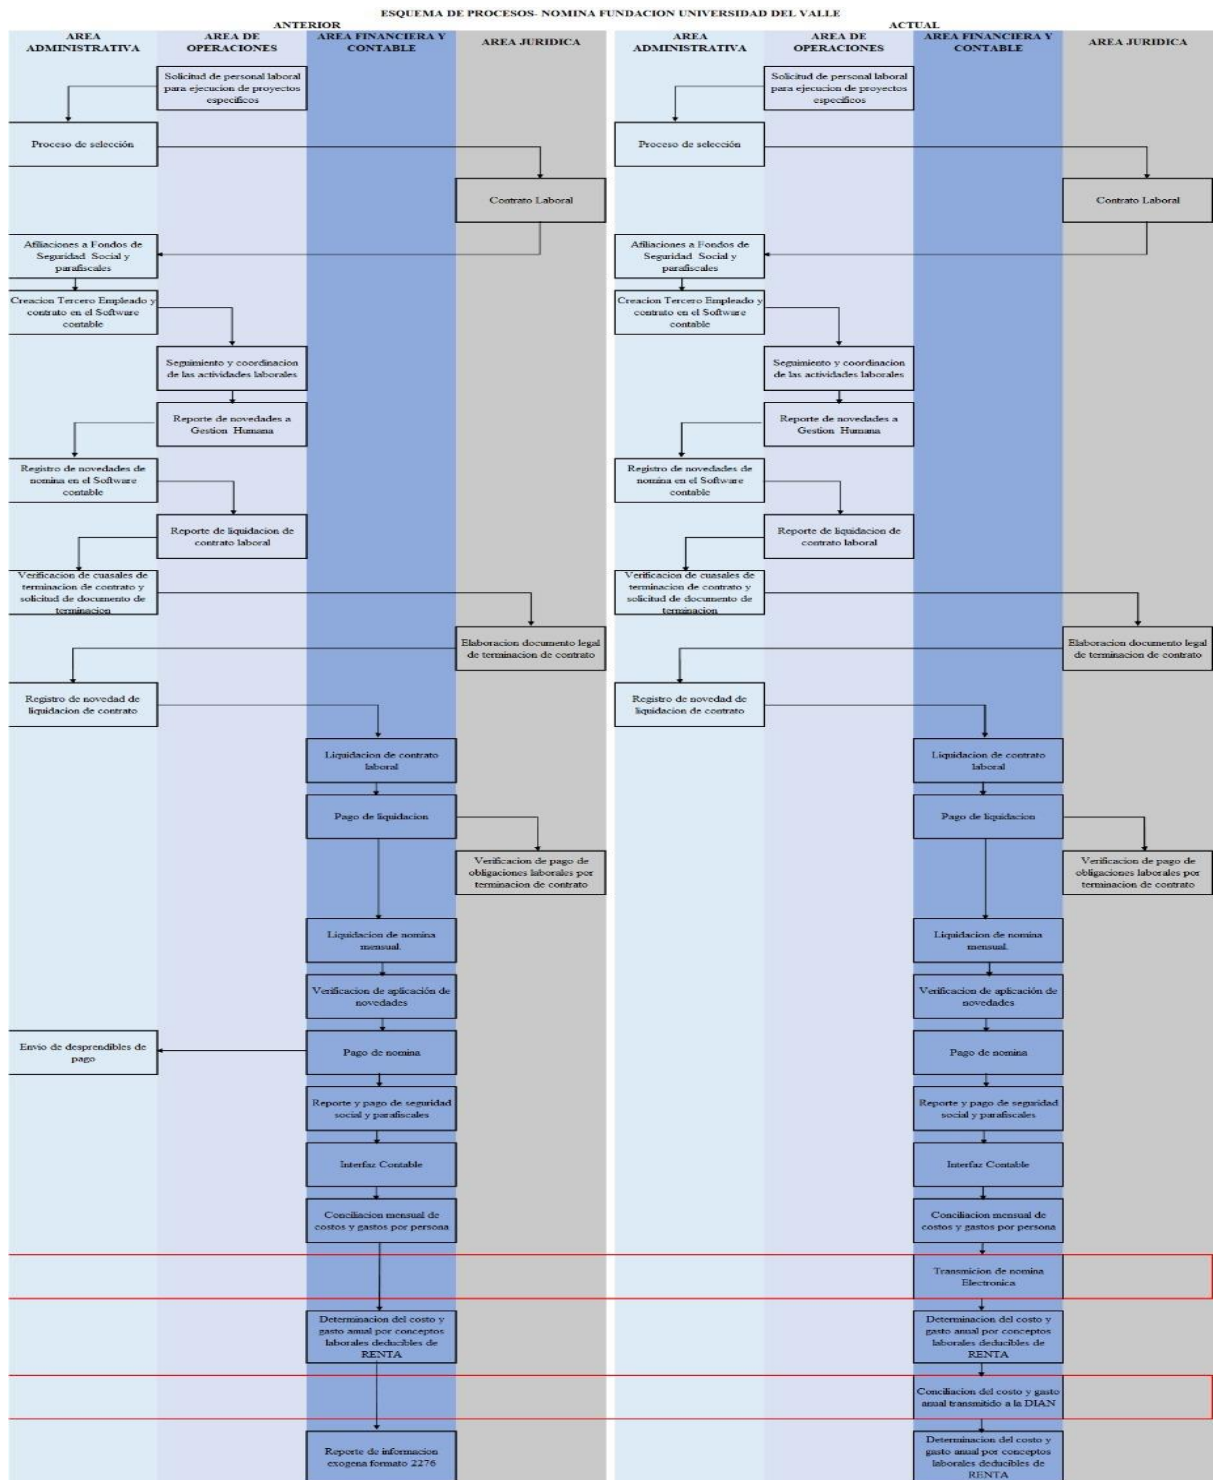 ESQUEMA DE PROCESOS- NOMINA FUNDACION UNIVERSIDAD DEL VALLE
ANTERIOR
AREA
ADMINISTRATIVA
AREA DE
OPERACIONES
AREA FINANCIERA Y
CONTABLE
AREA JURIDICA
Solicitud de personal laboral
para ejecucion de proyectos
especificos
Proceso de selección
Contrato Laboral
Afiliaciones a Fondos de
Seguridad Social y
parafiscales
Creacion Tercero Empleado y
contrato en el Software
contable
Seguimiento y coordinacion
de las actividades laborales
Reporte de novedades a
Gestion Humana
Registro de novedades de
nomina en el Software
contable
Reporte de liquidacion de
contrato laboral
Verificacion de cuasales de
terminacion de contrato y
solicitud de documento de
terminacion
Elaboracion documento legal
de terminacion de contrato
Registro de novedad de
liquidacion de contrato
Liquidacion de contrato
laboral
Pago de liquidacion
Verificacion de pago de
obligaciones laborales por
terminacion de contrato
Liquidacion de nomina
mensual.
Verificacion de aplicación de
novedades
Envio de desprendibles de
pago
Pago de nomina
Reporte y pago de seguridad
social y parafiscales
Interfaz Contable
Conciliacion mensual de
costos y gastos por persona
Determinacion del costo y
gasto anual por conceptos
laborales deducibles de
RENTA
Reporte de informacion
exogena formato 2276
ACTUAL
AREA
ADMINISTRATIVA
AREA DE
OPERACIONES
AREA FINANCIERA Y
CONTABLE
AREA JURIDICA
Solicitud de personal laboral
para ejecucion de proyectos
especificos
Proceso de selección
Contrato Laboral
Afiliaciones a Fondos de
Seguridad Social y
parafiscales
Creacion Tercero Empleado y
contrato en el Software
contable
Seguimiento y coordinacion
de las actividades laborales
Reporte de novedades a
Gestion Humana
Registro de novedades de
nomina en el Software
contable
Reporte de liquidacion de
contrato laboral
Verificacion de cuasales de
terminacion de contrato y
solicitud de documento de
terminacion
Elaboracion documento legal
de terminacion de contrato
Registro de novedad de
liquidacion de contrato
Liquidacion de contrato
laboral
Pago de liquidacion
Verificacion de pago de
obligaciones laborales por
terminacion de contrato
Liquidacion de nomina
mensual.
Verificacion de aplicación de
novedades
Pago de nomina
Reporte y pago de seguridad
social y parafiscales
Interfaz Contable
Conciliacion mensual de
costos y gastos por persona
Transmicion de nomina
Electronica
Determinacion del costo y
gasto anual por conceptos
laborales deducibles de
RENTA
Conciliacion del costo y gasto
anual transmitido a la DIAN
Determinacion del costo y
gasto anual por conceptos
laborales deducibles de
RENTA